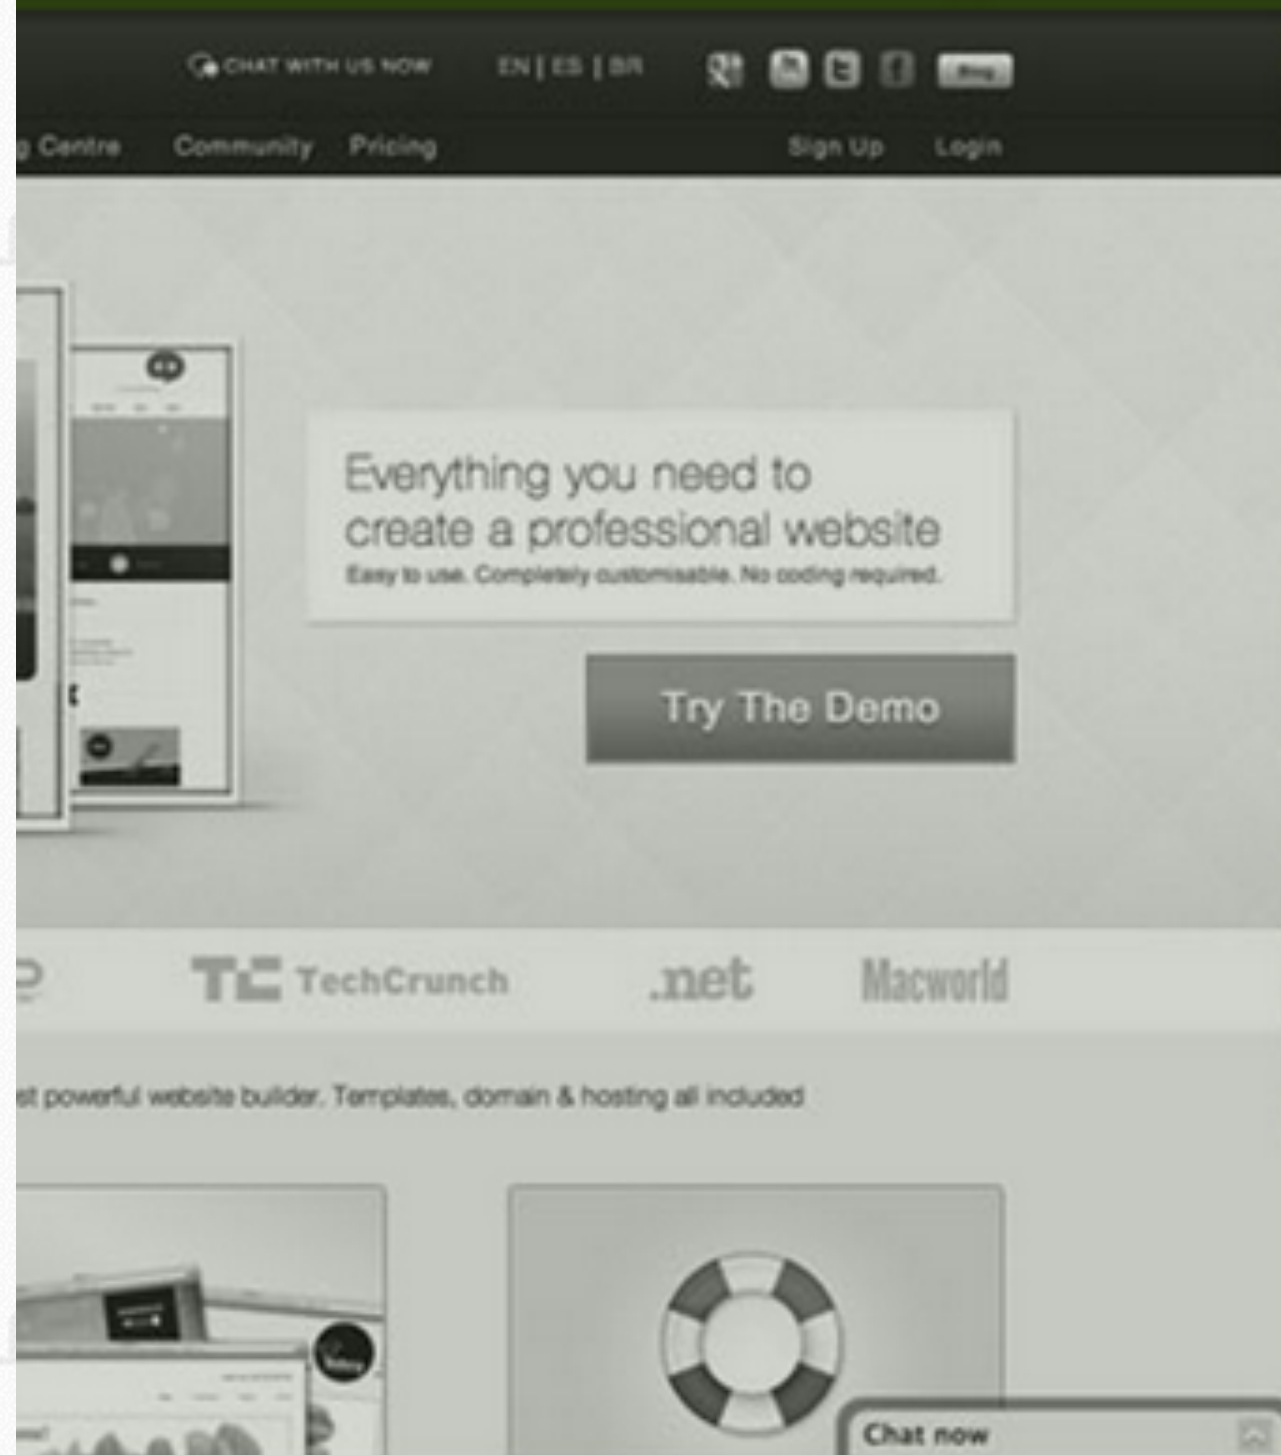 CHAT WITH US NOW EN | ES | BR Blog
g Centre Community Pricing Sign Up Login
Everything you need to
create a professional website
Easy to use. Completely customisable. No coding required.
Try The Demo
TC TechCrunch .net Macworld
st powerful website builder. Templates, domain & hosting all included
Chat now